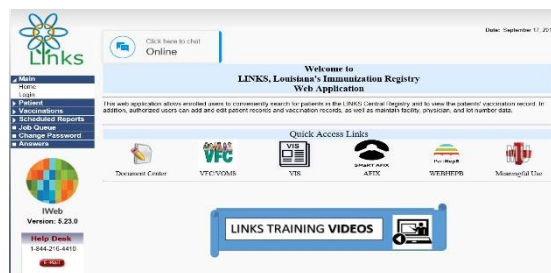 Date: September 17, 201
Links
Click here to chat
Online
Welcome to
LINKS, Louisiana's Immunization Registry
Web Application
This web application allows enrolled users to conveniently search for patients in the LINKS Central Registry and to view the patients' vaccination record. In
addition, authorized users can add and edit patient records and vaccination records, as well as maintain facility, physician, and lot number data.
Main
Home
Login
Patient
Vaccinations
Scheduled Reports
Job Queue
Change Password
Answers
Quick Access Links
VFC
VIS
SMART AFIX
Document Center
VFC/VOMS
VIS
AFIX
WEBHEPB
Meaningful Use
IWeb
Version: 5.23.0
Help Desk
1-844-216-4410
E-Mail
LINKS TRAINING VIDEOS